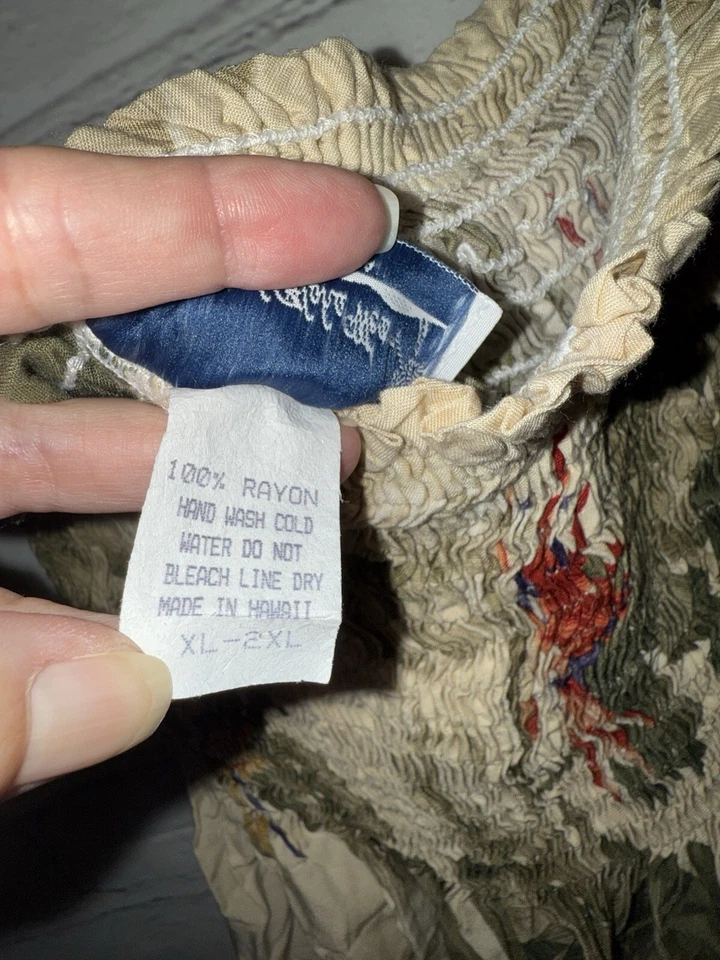 100% RAYON
HAND WASH COLD
WATER DO NOT
BLEACH LINE DRY
MADE IN HAWAII
XL-2XL